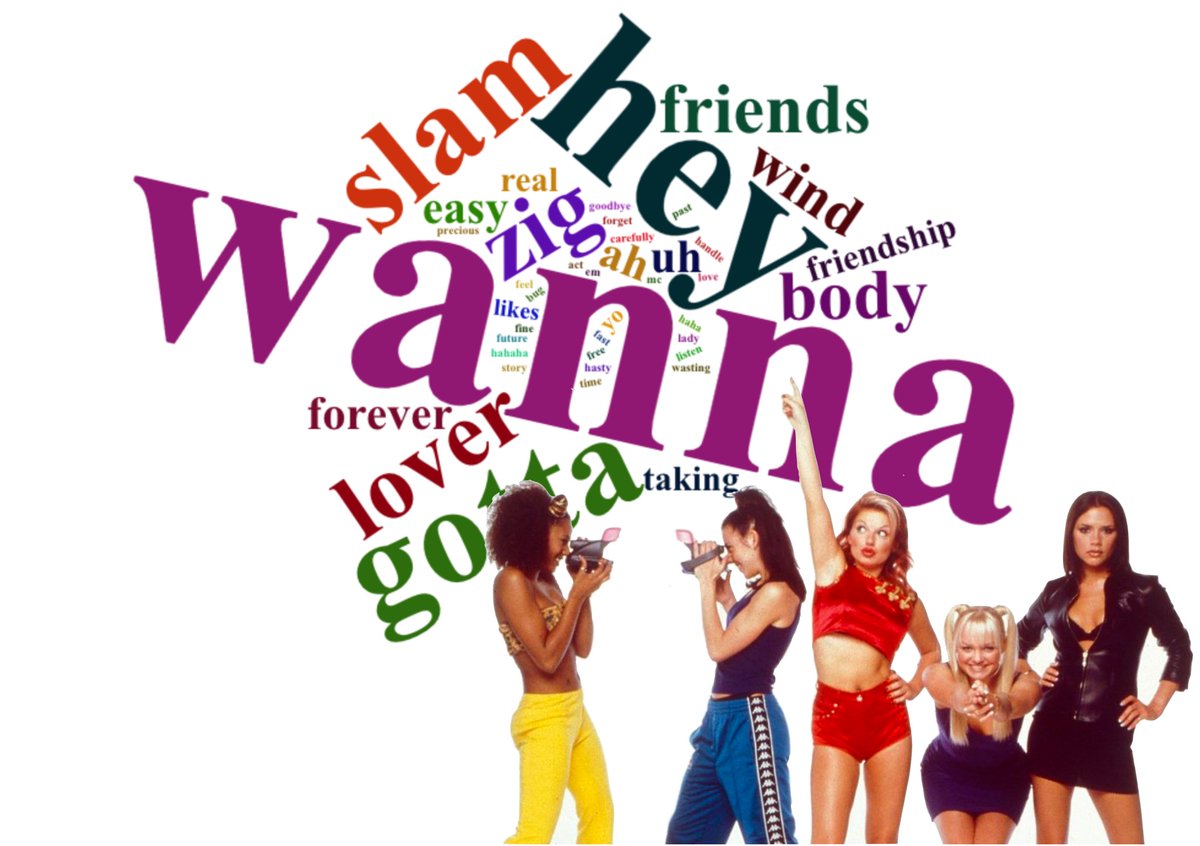 slam
hey
friends
wind
real
easy
zig
goodbye
past
precious
forget
carefully
handle
friendship
ah
uh
act
em
mc
love
body
wanna
feel
bug
likes
yo
haha
fine
fast
lady
future
free
listen
hahaha
story
hasty
wasting
time
forever
lover
gotta
taking